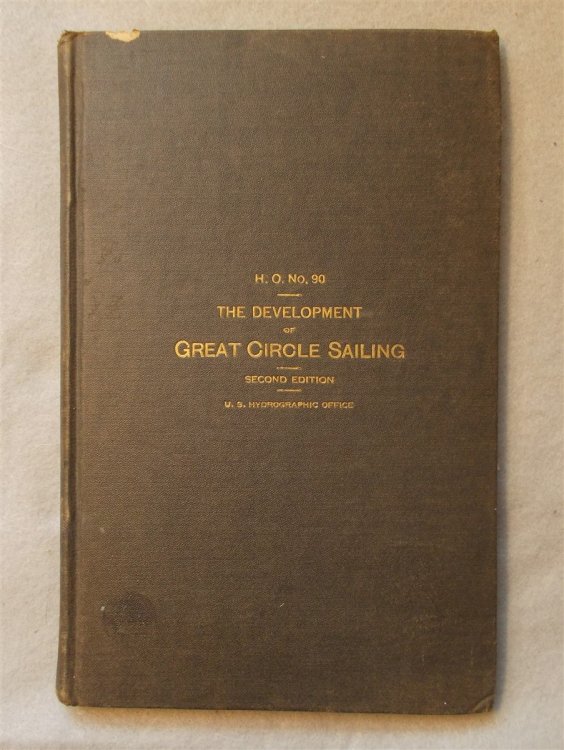 H. O. No. 90
THE DEVELOPMENT
OF
GREAT CIRCLE SAILING
SECOND EDITION
U. S. HYDROGRAPHIC OFFICE